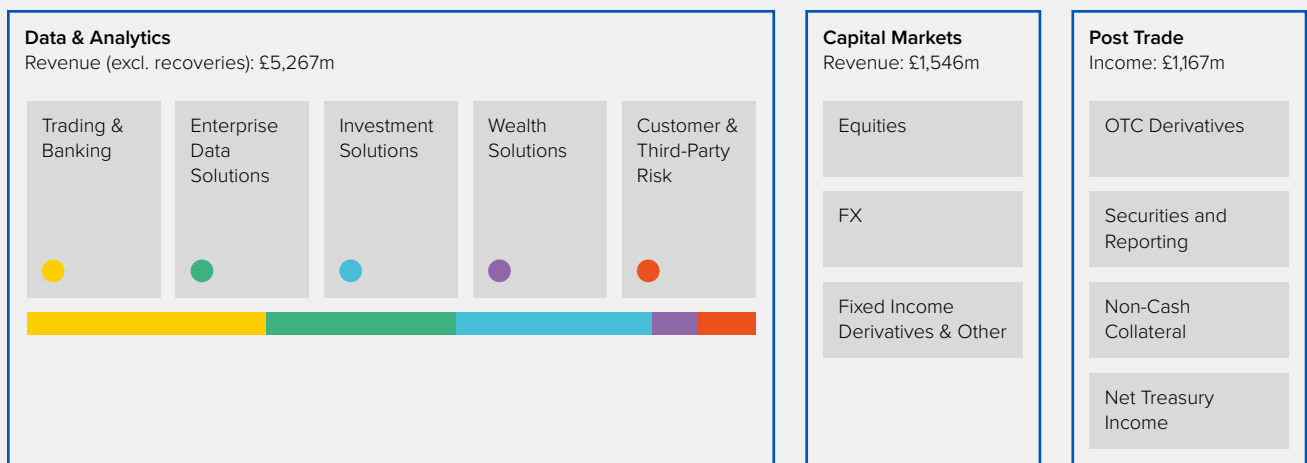 Data & Analytics
Revenue (excl. recoveries): £5,267m
Trading &
Banking
Enterprise
Data
Solutions
Investment
Solutions
Wealth
Solutions
Customer &
Third-Party
Risk
Capital Markets
Revenue: £1,546m
Equities
FX
Fixed Income
Derivatives & Other
Post Trade
Income: £1,167m
OTC Derivatives
Securities and
Reporting
Non-Cash
Collateral
Net Treasury
Income